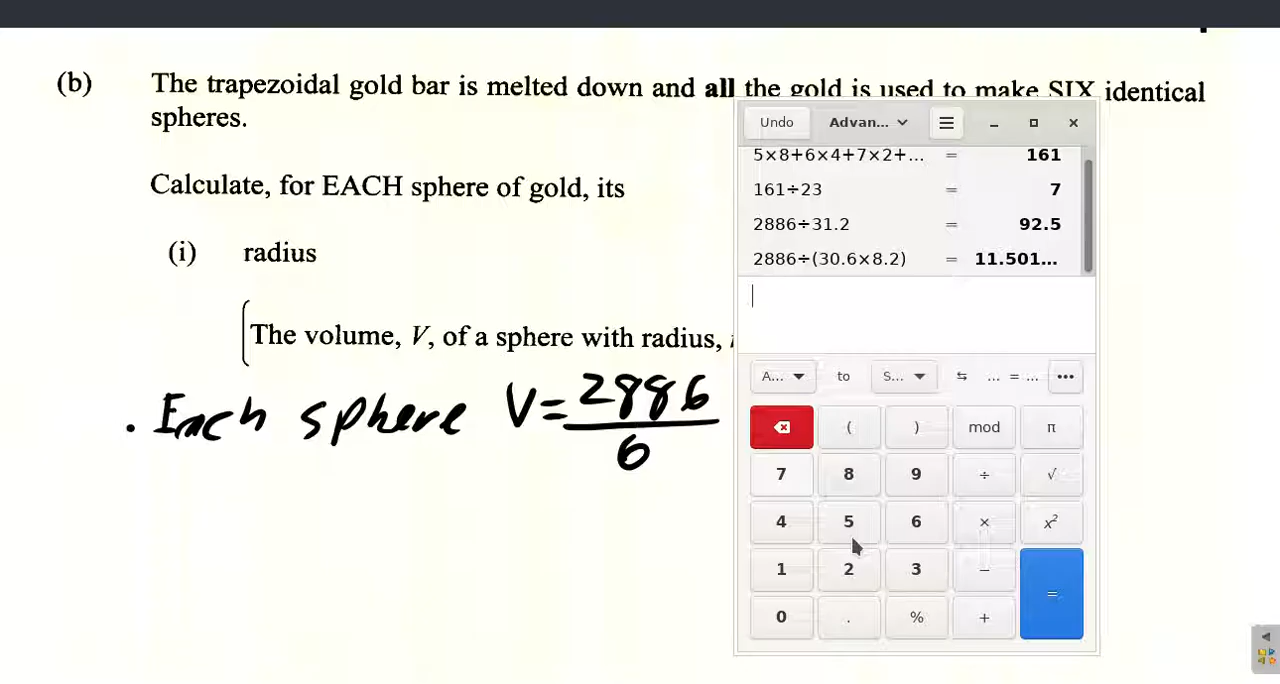 (b) The trapezoidal gold bar is melted down and all the gold is used to make SIX identical
spheres.
Calculate, for EACH sphere of gold, its
(i) radius
The volume, V, of a sphere with radius,
. Each sphere V = 2886
6
Undo Advan...
5×8+6×4+7×2+... = 161
161÷23 = 7
2886÷31.2 = 92.5
2886÷(30.6×8.2) = 11.501...
A... to S... ⇆ ... = ... •••
( ) mod π
7 8 9 ÷ √
4 5 6 × x²
1 2 3 −
0 . % + =